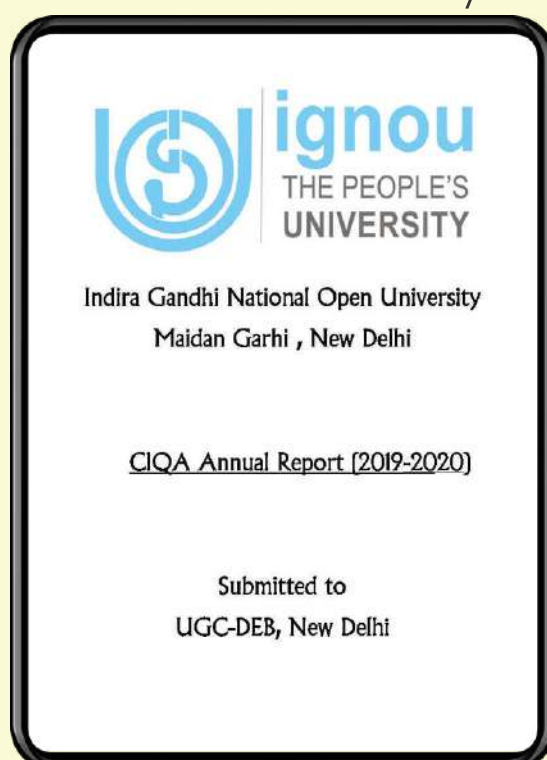 ignou
THE PEOPLE'S
UNIVERSITY
Indira Gandhi National Open University
Maidan Garhi , New Delhi
CIQA Annual Report (2019-2020)
Submitted to
UGC-DEB, New Delhi